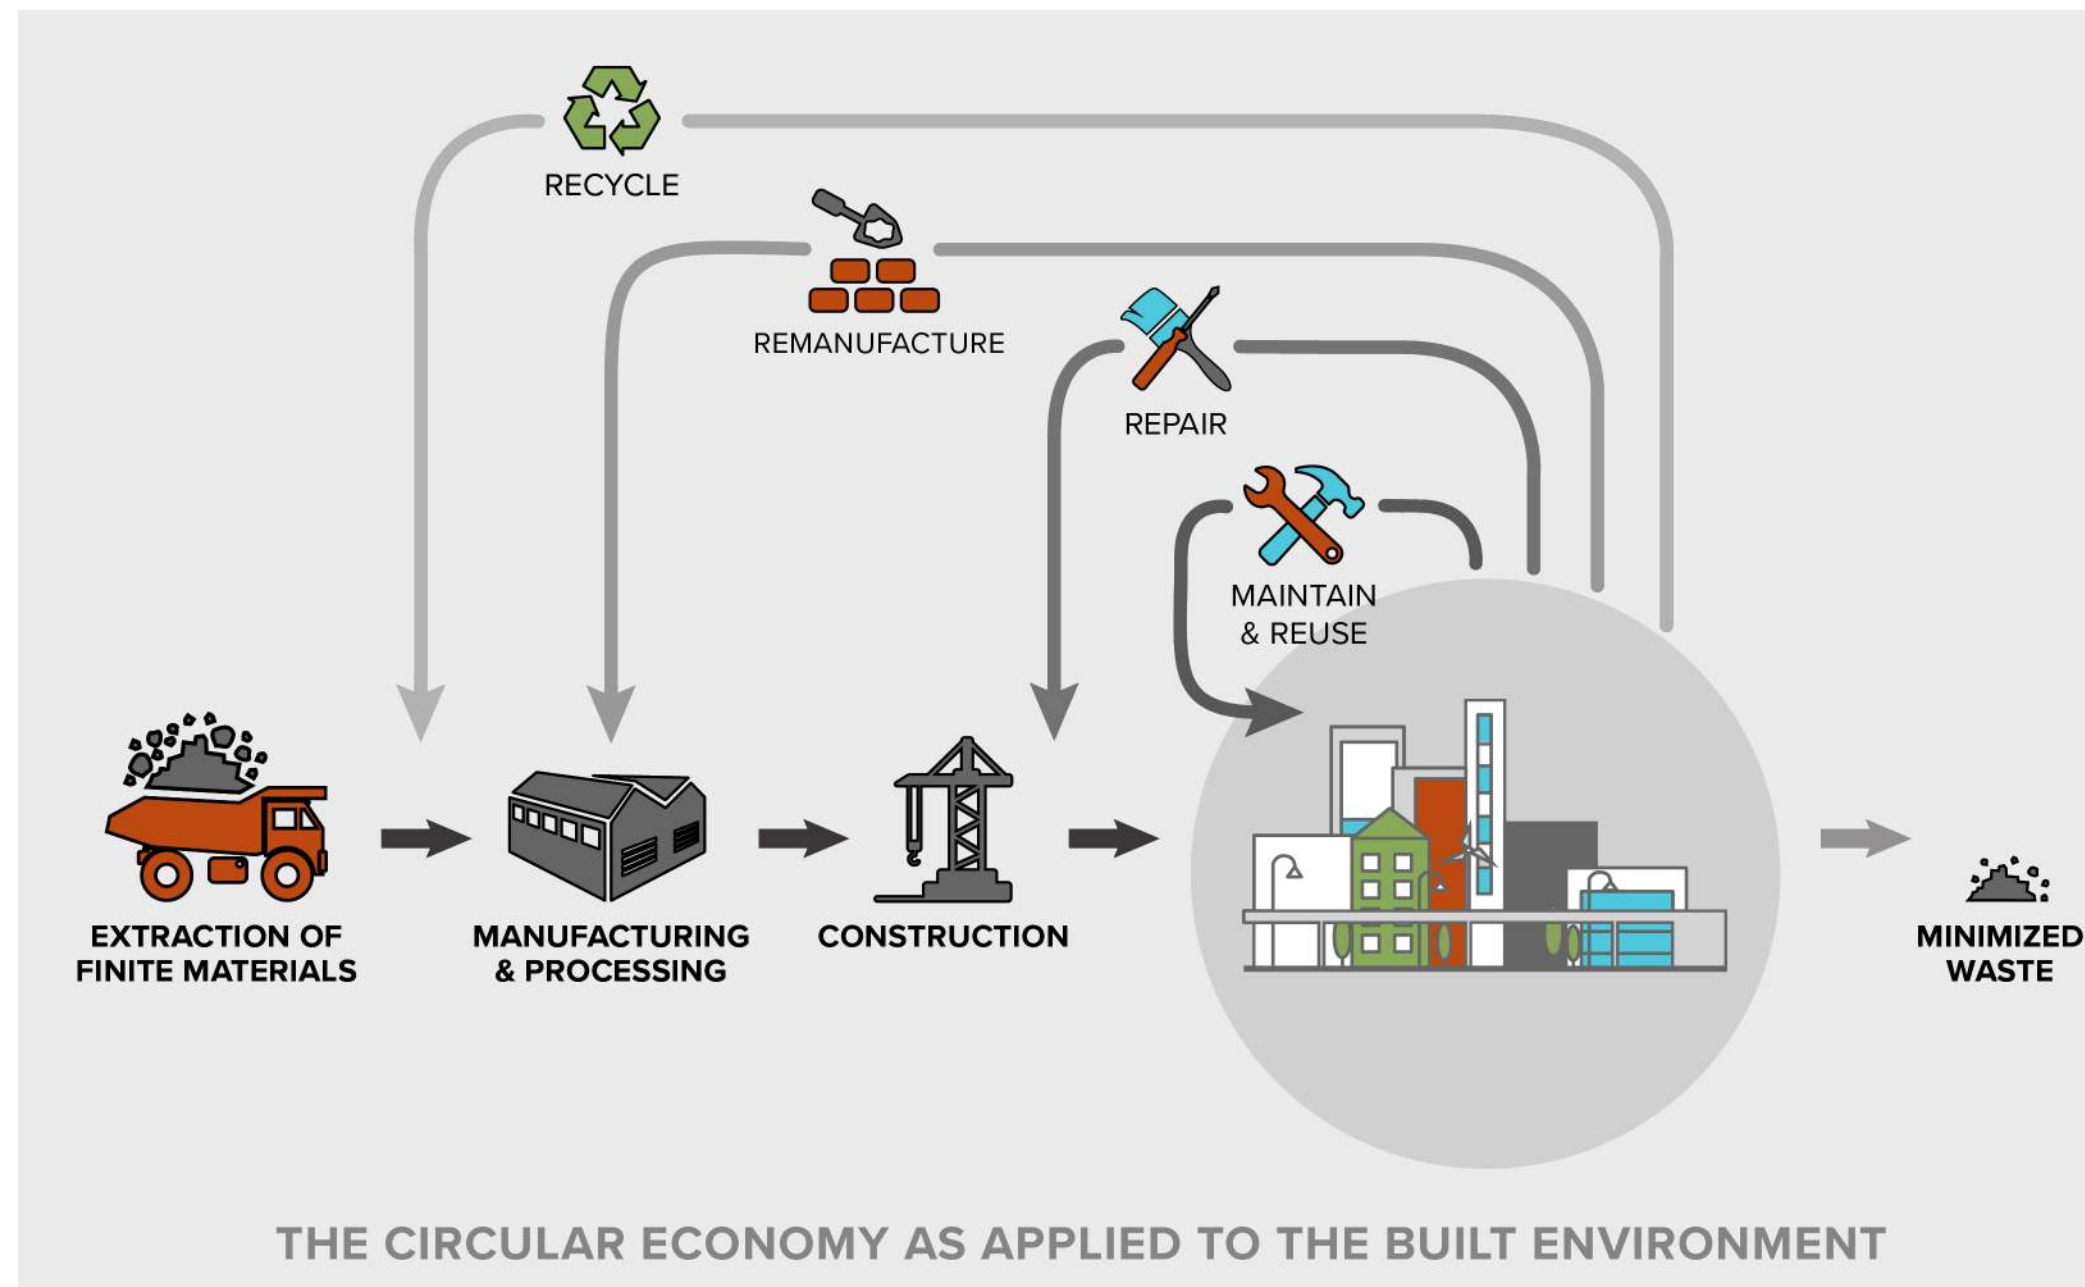 RECYCLE
REMANUFACTURE
REPAIR
MAINTAIN
& REUSE
EXTRACTION OF
FINITE MATERIALS
MANUFACTURING
& PROCESSING
CONSTRUCTION
MINIMIZED
WASTE
THE CIRCULAR ECONOMY AS APPLIED TO THE BUILT ENVIRONMENT